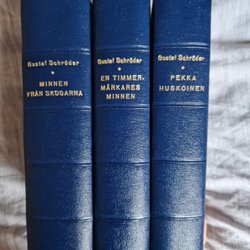 Gustaf Schröder
MINNEN
FRÅN SKOGARNA
Gustaf Schröder
EN TIMMER-
MÄRKARES
MINNEN
Gustaf Schröder
PEKKA
HUSKOINEN